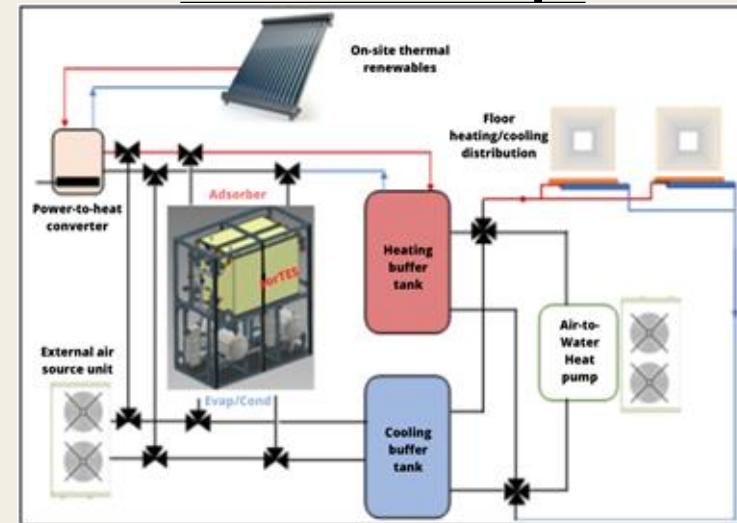 On-site thermal
renewables
Floor
heating/cooling
distribution
Power-to-heat
converter
Adsorber
Heating
buffer
tank
Air-to-
Water
Heat
pump
External air
source unit
Evap/Cond
Cooling
buffer
tank